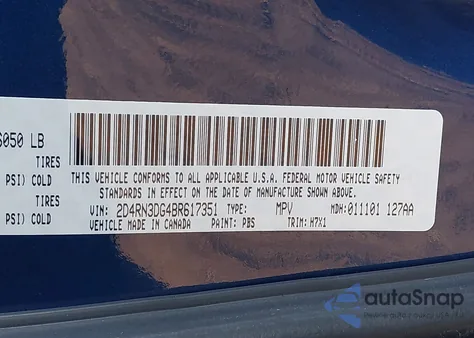 6050 LB
TIRES
PSI) COLD
TIRES
PSI) COLD
THIS VEHICLE CONFORMS TO ALL APPLICABLE U.S.A. FEDERAL MOTOR VEHICLE SAFETY
STANDARDS IN EFFECT ON THE DATE OF MANUFACTURE SHOWN ABOVE.
VIN: 2D4RN3DG4BR617351 TYPE: MPV MDH: 011101 127AA
VEHICLE MADE IN CANADA PAINT: PBS TRIM: H7X1
autoSnap